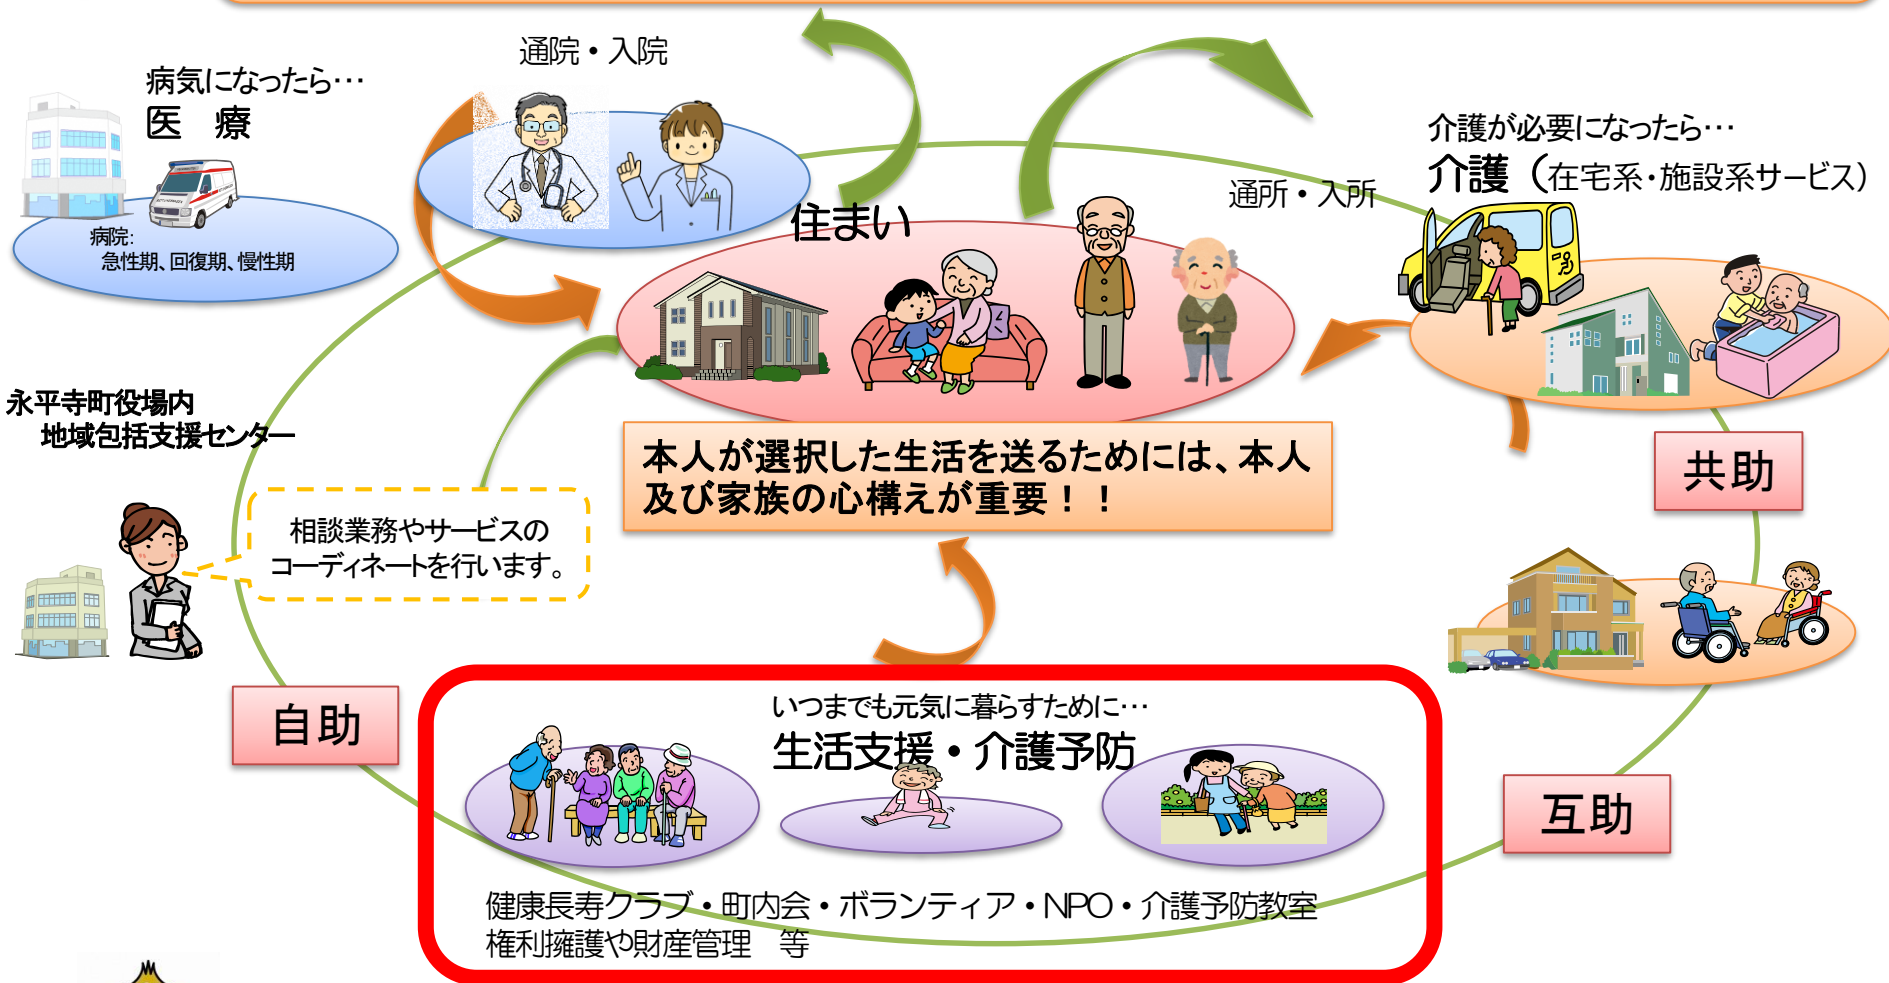 通院・入院
病気になったら…
医　療
病院：
急性期、回復期、慢性期
住まい
通所・入所
介護が必要になったら…
介護（在宅系・施設系サービス）
永平寺町役場内
地域包括支援センター
相談業務やサービスの
コーディネートを行います。
本人が選択した生活を送るためには、本人
及び家族の心構えが重要！！
共助
自助
互助
いつまでも元気に暮らすために…
生活支援・介護予防
健康長寿クラブ・町内会・ボランティア・NPO・介護予防教室
権利擁護や財産管理　等